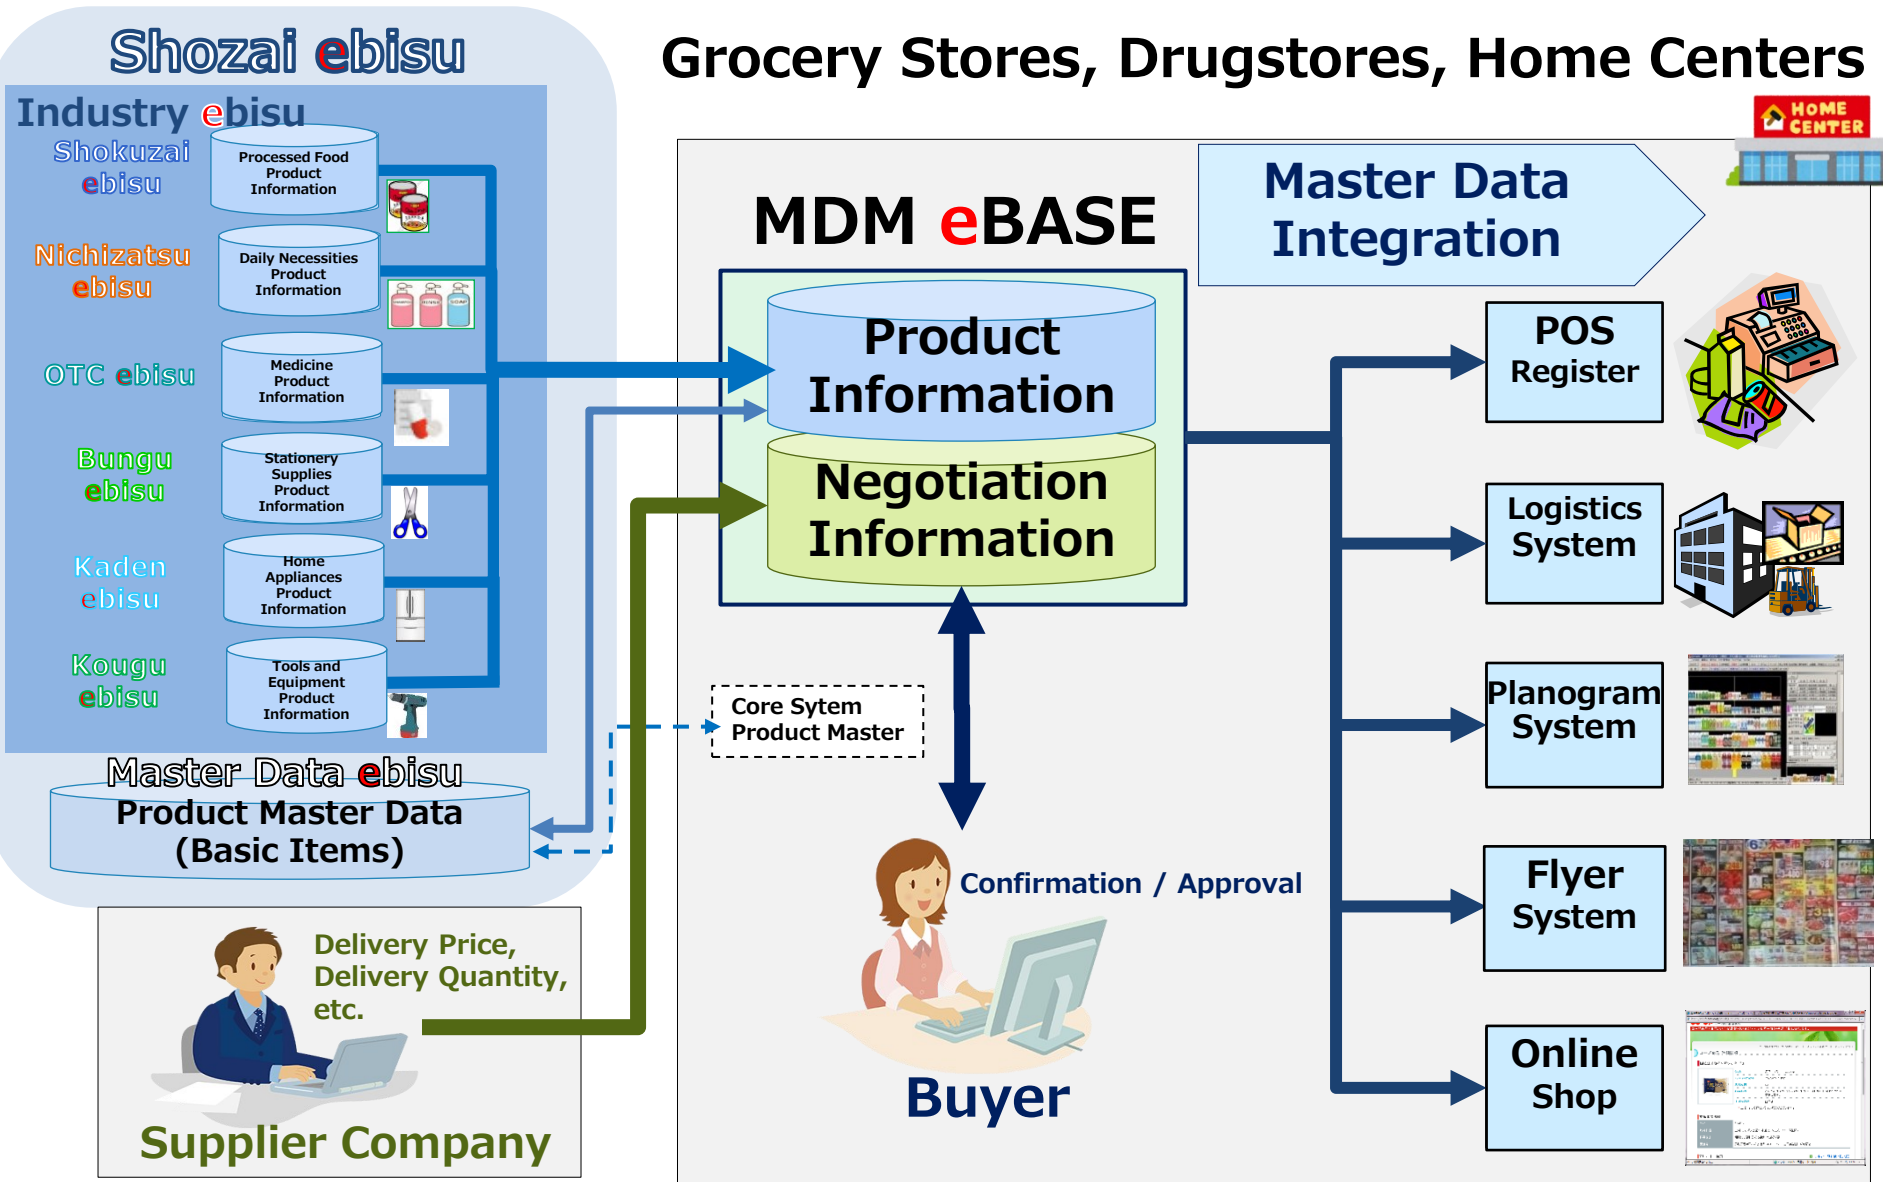 Shozai ebisu
Grocery Stores, Drugstores, Home Centers
HOME
CENTER
Industry ebisu
Shokuzai
ebisu
Processed Food
Product
Information
Nichizatsu
ebisu
Daily Necessities
Product
Information
SOAP
OTC ebisu
Medicine
Product
Information
Bungu
ebisu
Stationery
Supplies
Product
Information
Kaden
ebisu
Home
Appliances
Product
Information
Kougu
ebisu
Tools and
Equipment
Product
Information
Master Data ebisu
Product Master Data
(Basic Items)
Delivery Price,
Delivery Quantity,
etc.
Supplier Company
MDM eBASE
Master Data
Integration
Product
Information
Negotiation
Information
Core Sytem
Product Master
Confirmation / Approval
Buyer
POS
Register
Logistics
System
Planogram
System
Flyer
System
Online
Shop